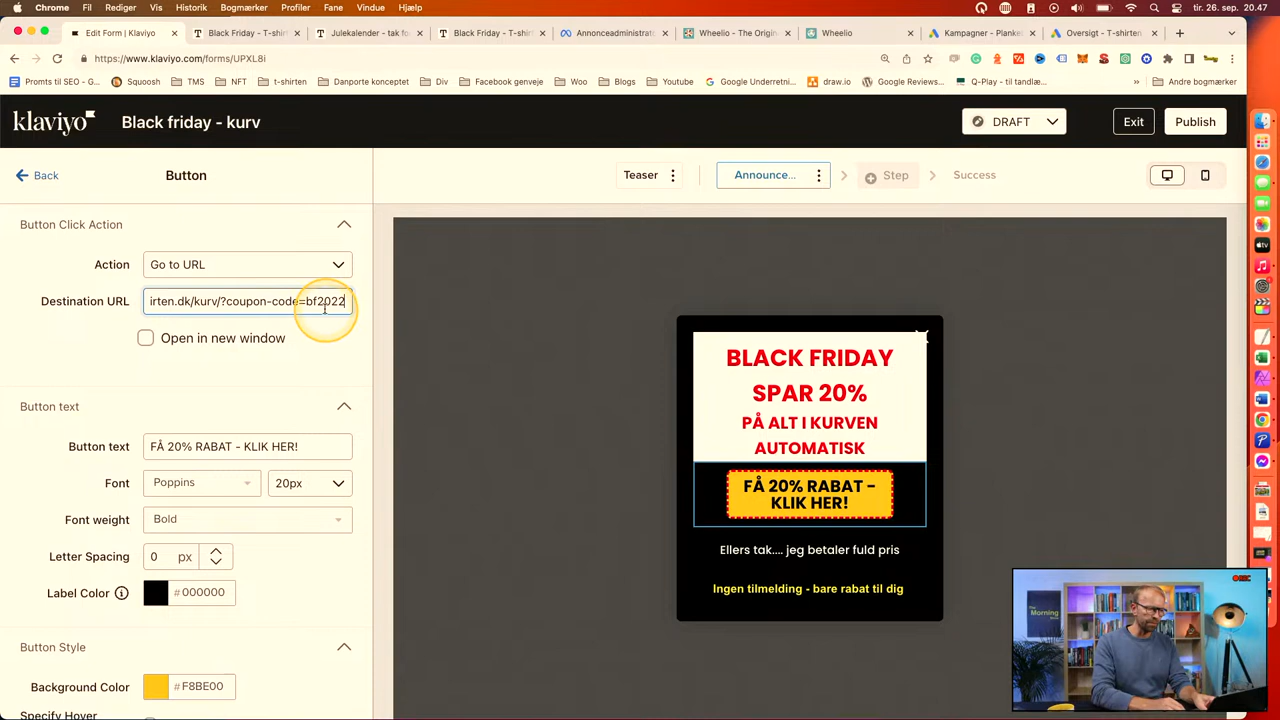 Chrome Fil Rediger Vis Historik Bogmærker Profiler Fane Vindue Hjælp tir. 26. sep. 20.47
Edit Form | Klaviyo Black Friday - T-shirt Julekalender - tak fo Black Friday - T-shirt Annonceadministrat Wheelio - The Origin Wheelio Kampagner - Planke Oversigt - T-shirten
https://www.klaviyo.com/forms/UPXL8i
Promts til SEO - G... Squoosh TMS NFT t-shirten Danporte konceptet Div Facebook genveje Woo Blogs Youtube Google Underretni... draw.io Google Reviews... Q-Play - til tandlæ... » Andre bogmærker
klaviyo Black friday - kurv DRAFT Exit Publish
Back Button Teaser Announce... Step Success
Button Click Action
Action Go to URL
Destination URL irten.dk/kurv/?coupon-code=bf2022
Open in new window
Button text
Button text FÅ 20% RABAT - KLIK HER!
Font Poppins 20px
Font weight Bold
Letter Spacing 0 px
Label Color # 000000
Button Style
Background Color # F8BE00
Specify Hover
BLACK FRIDAY
SPAR 20%
PÅ ALT I KURVEN
AUTOMATISK
FÅ 20% RABAT -
KLIK HER!
Ellers tak.... jeg betaler fuld pris
Ingen tilmelding - bare rabat til dig